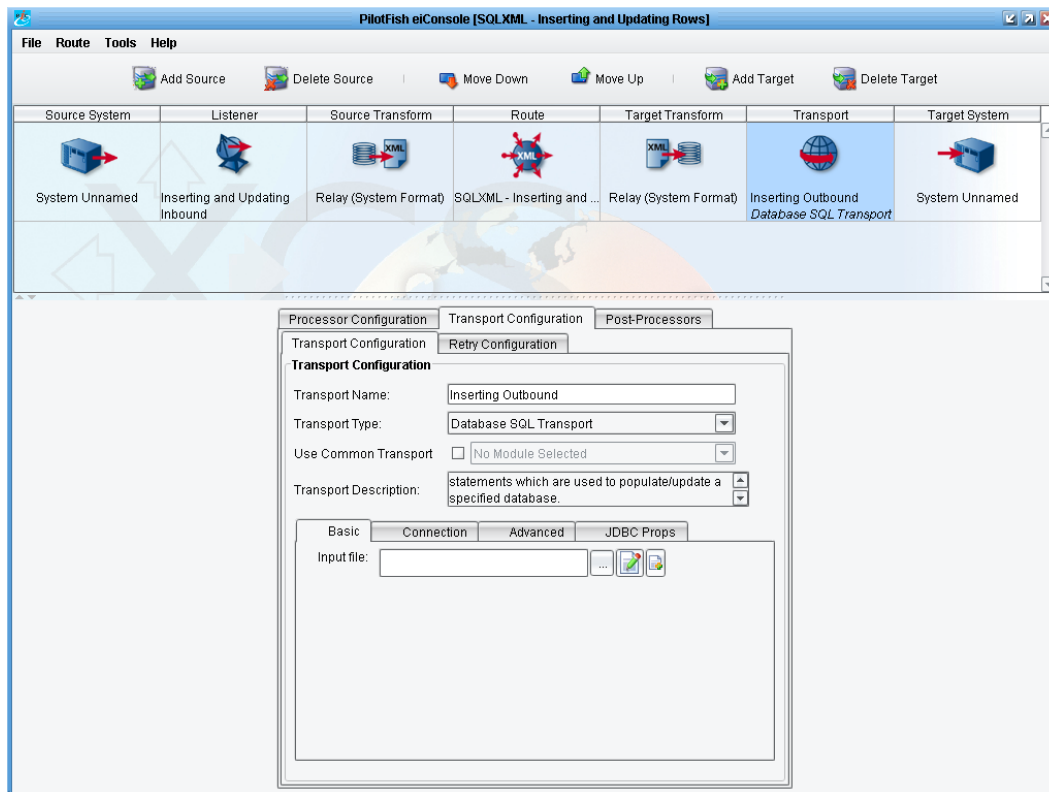 PilotFish eiConsole [SQLXML - Inserting and Updating Rows]
File Route Tools Help
Add Source Delete Source Move Down Move Up Add Target Delete Target
Source System Listener Source Transform Route Target Transform Transport Target System
System Unnamed Inserting and Updating Relay (System Format) SQLXML - Inserting and ... Relay (System Format) Inserting Outbound System Unnamed
Inbound Database SQL Transport
Processor Configuration Transport Configuration Post-Processors
Transport Configuration Retry Configuration
Transport Configuration
Transport Name: Inserting Outbound
Transport Type: Database SQL Transport
Use Common Transport No Module Selected
Transport Description: statements which are used to populate/update a
specified database.
Basic Connection Advanced JDBC Props
Input file: ...